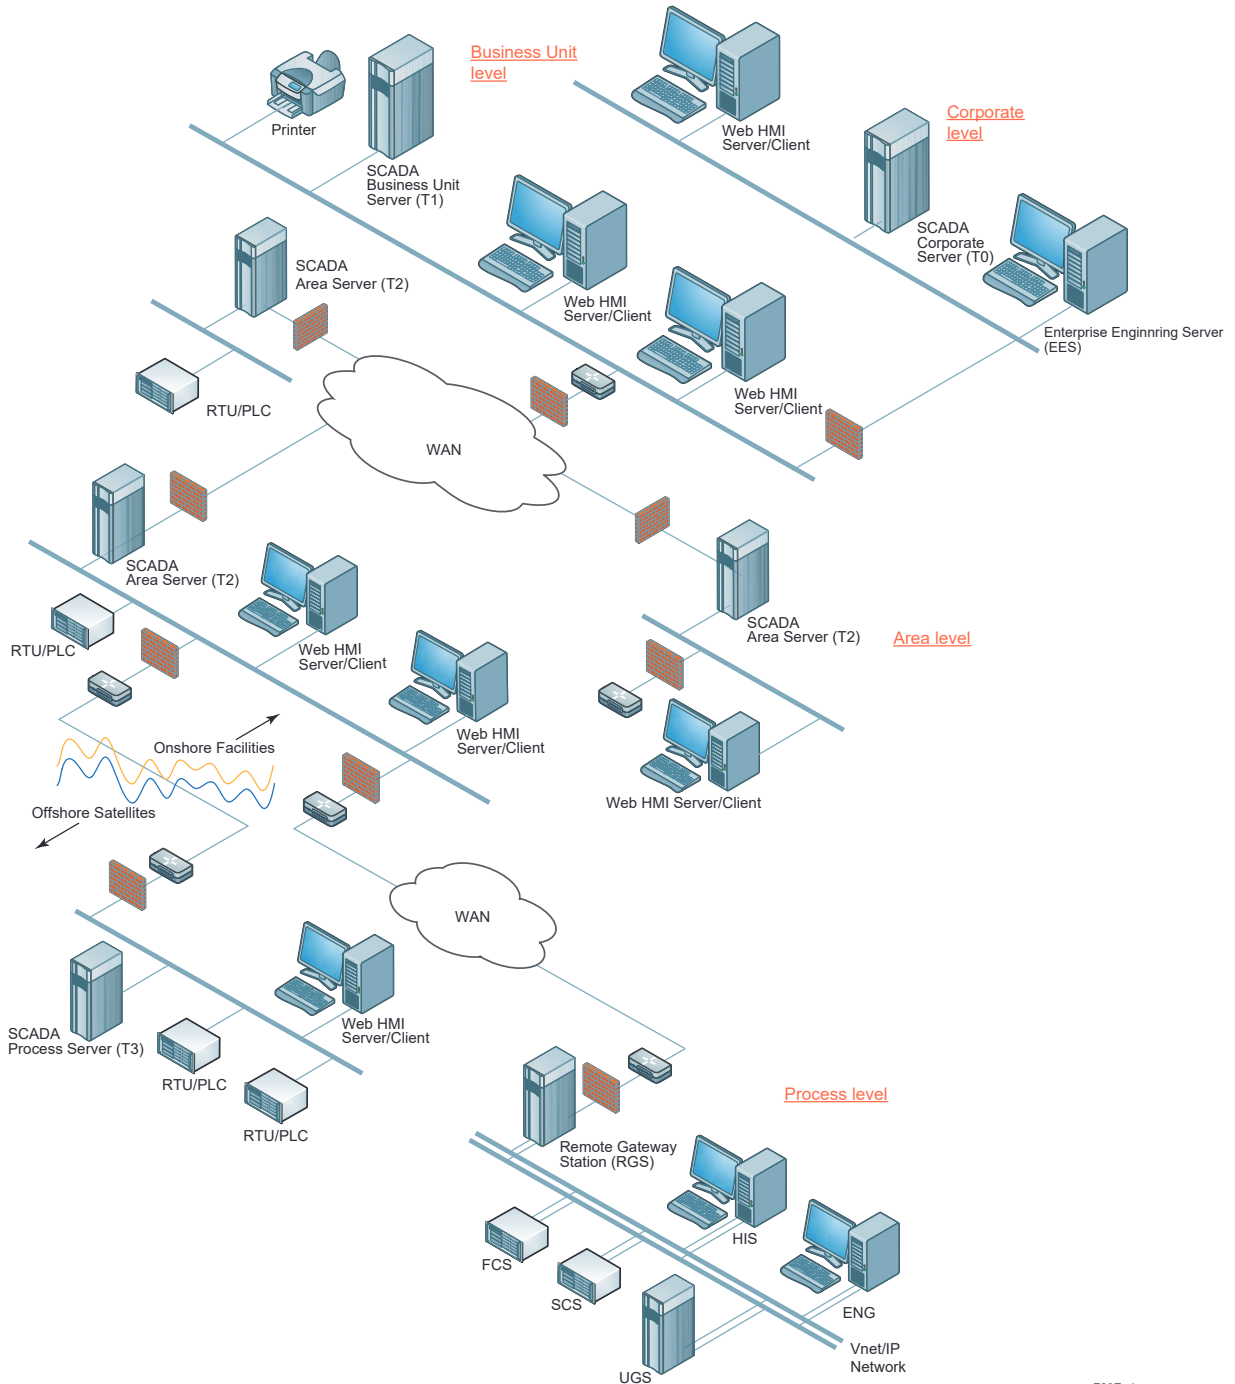 Business Unit
level
Printer
SCADA
Business Unit
Server (T1)
Web HMI
Server/Client
Corporate
level
SCADA
Corporate
Server (T0)
Enterprise Enginnring Server
(EES)
SCADA
Area Server (T2)
Web HMI
Server/Client
Web HMI
Server/Client
RTU/PLC
WAN
SCADA
Area Server (T2)
RTU/PLC
Web HMI
Server/Client
Web HMI
Server/Client
SCADA
Area Server (T2)
Area level
Web HMI Server/Client
Onshore Facilities
Offshore Satellites
WAN
SCADA
Process Server (T3)
Web HMI
Server/Client
RTU/PLC
RTU/PLC
Process level
Remote Gateway
Station (RGS)
FCS
SCS
HIS
ENG
UGS
Vnet/IP
Network